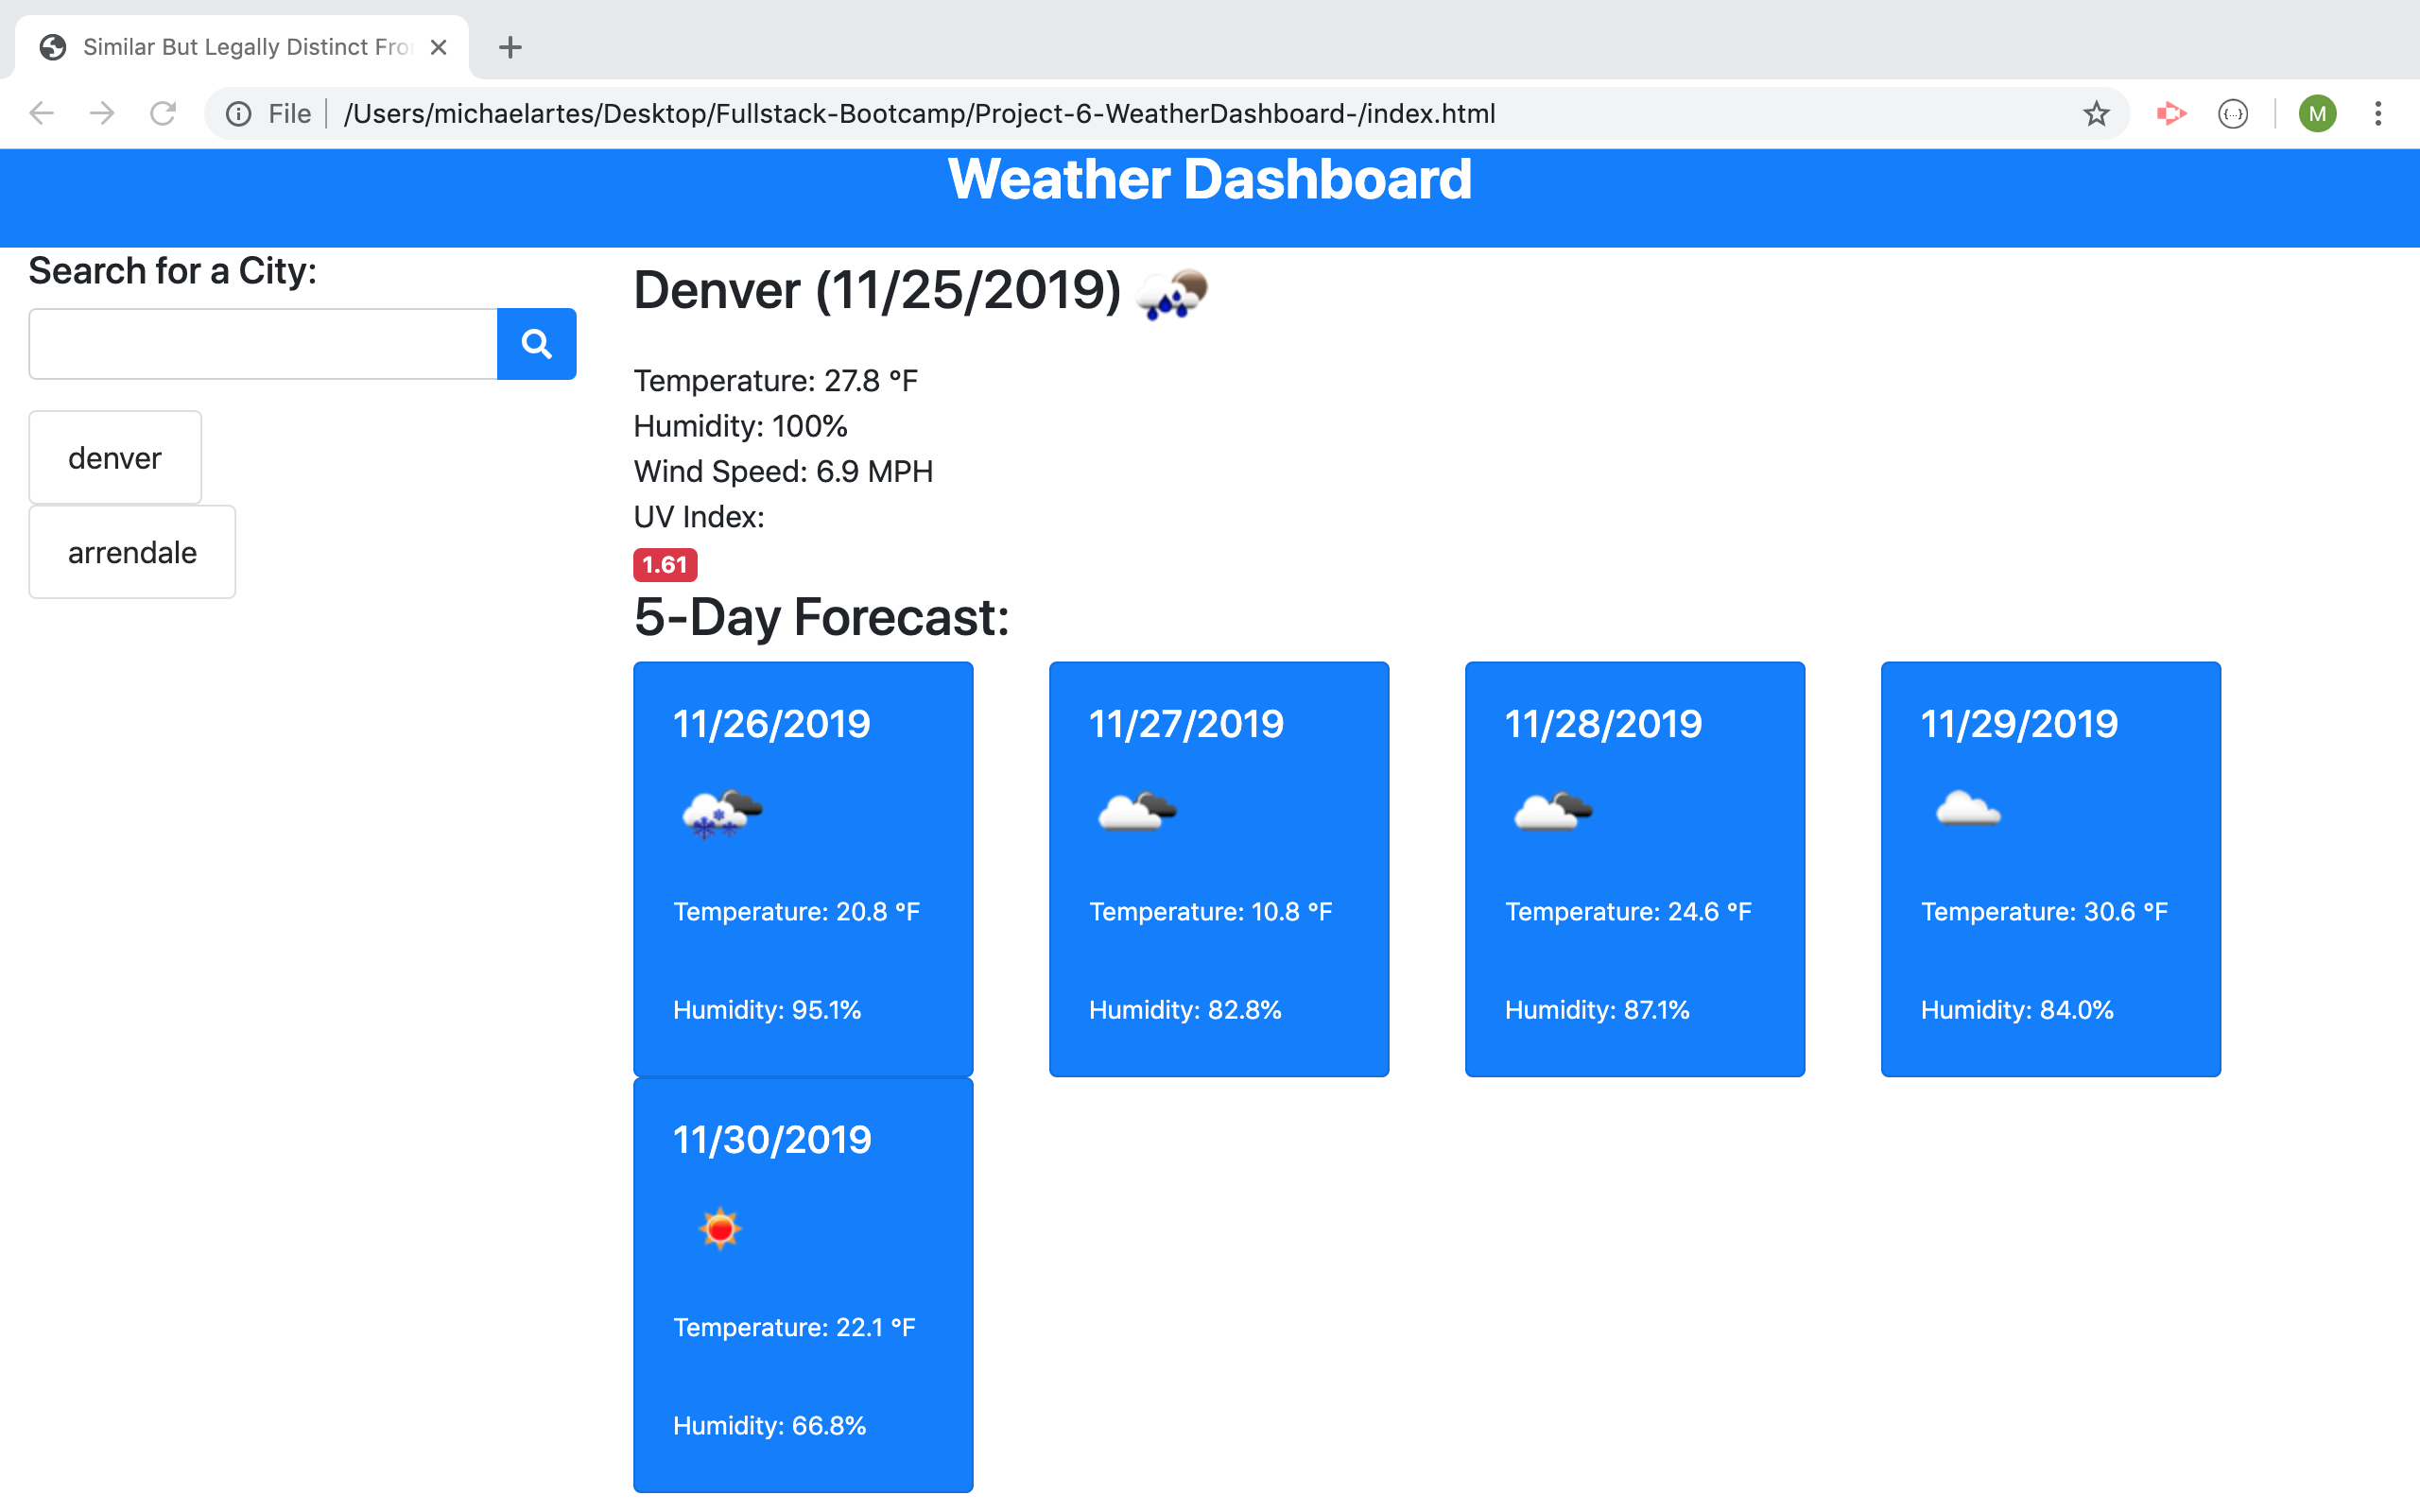 Similar But Legally Distinct Fro
File /Users/michaelartes/Desktop/Fullstack-Bootcamp/Project-6-WeatherDashboard-/index.html
M
Weather Dashboard
Search for a City:
denver
arrendale
Denver (11/25/2019)
Temperature: 27.8 °F
Humidity: 100%
Wind Speed: 6.9 MPH
UV Index:
1.61
5-Day Forecast:
11/26/2019
Temperature: 20.8 °F
Humidity: 95.1%
11/27/2019
Temperature: 10.8 °F
Humidity: 82.8%
11/28/2019
Temperature: 24.6 °F
Humidity: 87.1%
11/29/2019
Temperature: 30.6 °F
Humidity: 84.0%
11/30/2019
Temperature: 22.1 °F
Humidity: 66.8%